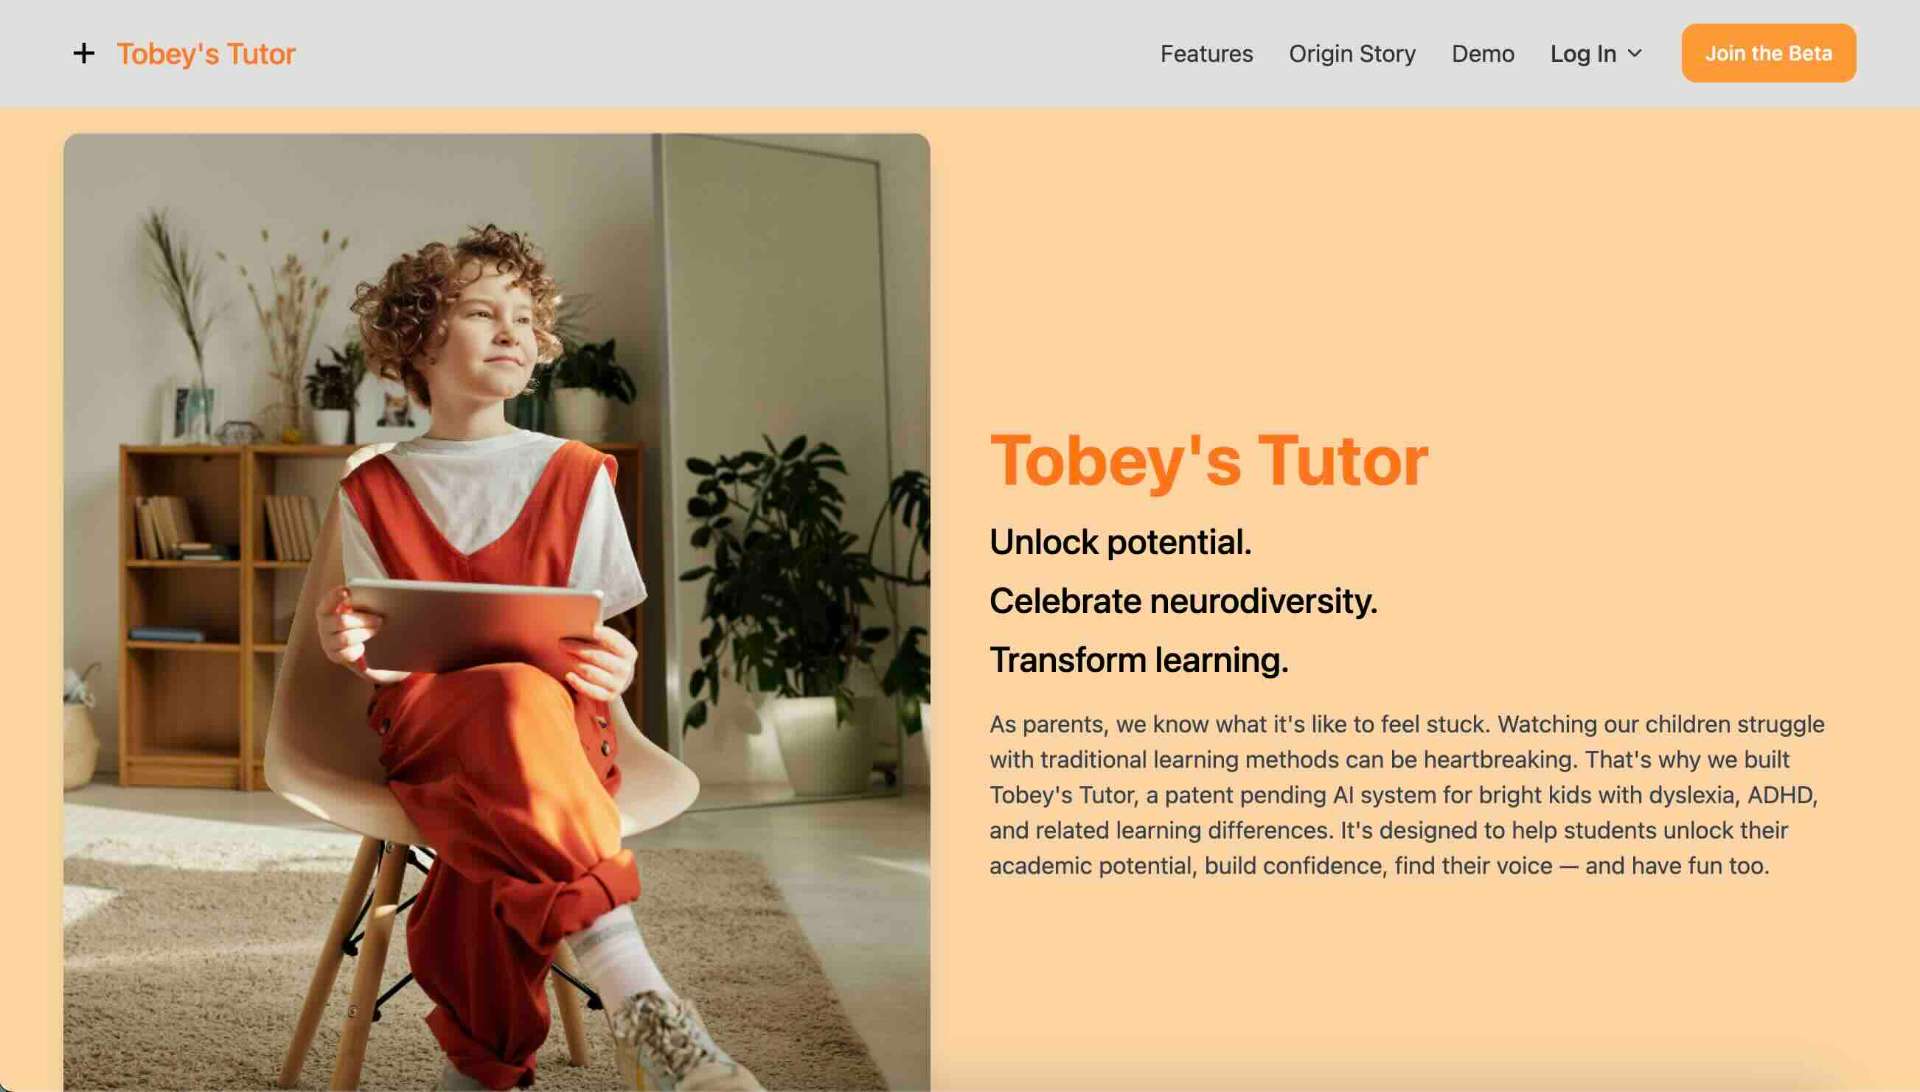 + Tobey's Tutor
Features
Origin Story
Demo
Log In
Join the Beta
Tobey's Tutor
Unlock potential.
Celebrate neurodiversity.
Transform learning.
As parents, we know what it's like to feel stuck. Watching our children struggle
with traditional learning methods can be heartbreaking. That's why we built
Tobey's Tutor, a patent pending AI system for bright kids with dyslexia, ADHD,
and related learning differences. It's designed to help students unlock their
academic potential, build confidence, find their voice — and have fun too.